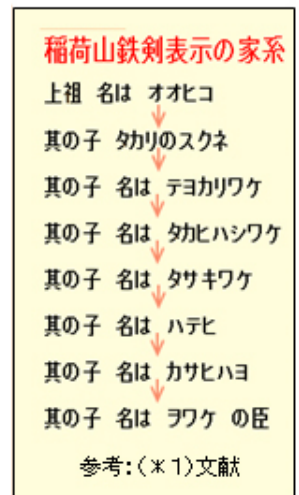 稲荷山鉄剣表示の家系
上祖 名は オオヒコ
其の子 タカリのスクネ
其の子 名は テヨカリワケ
其の子 名は タカヒハシワケ
其の子 名は タサキワケ
其の子 名は ハテヒ
其の子 名は カサヒハヨ
其の子 名は ヲワケ の臣
参考:(*1)文献